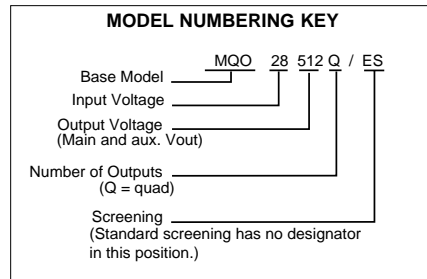 MODEL NUMBERING KEY
MQO 28 512 Q / ES
Base Model
Input Voltage
Output Voltage
(Main and aux. Vout)
Number of Outputs
(Q = quad)
Screening
(Standard screening has no designator
in this position.)